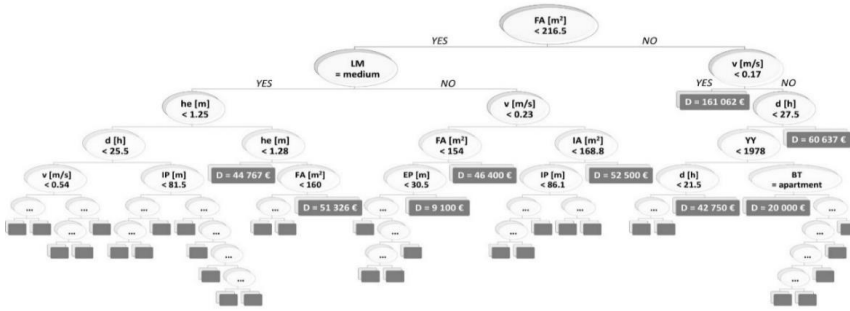 FA [m²]
< 216.5
YES
NO
LM
= medium
v [m/s]
< 0.17
YES
NO
YES
NO
he [m]
< 1.25
v [m/s]
< 0.23
D = 161 062 €
d [h]
< 27.5
d [h]
< 25.5
he [m]
< 1.28
FA [m²]
< 154
IA [m²]
< 168.8
YY
< 1978
D = 60 637 €
v [m/s]
< 0.54
IP [m]
< 81.5
D = 44 767 €
FA [m²]
< 160
EP [m]
< 30.5
D = 46 400 €
IP [m]
< 86.1
D = 52 500 €
d [h]
< 21.5
BT
= apartment
... ... ... ... ... D = 51 326 € ... D = 9 100 € ... ... ... D = 42 750 € D = 20 000 € ...
... ... ... ... ... ... ... ...
... ... ...
... ... ...